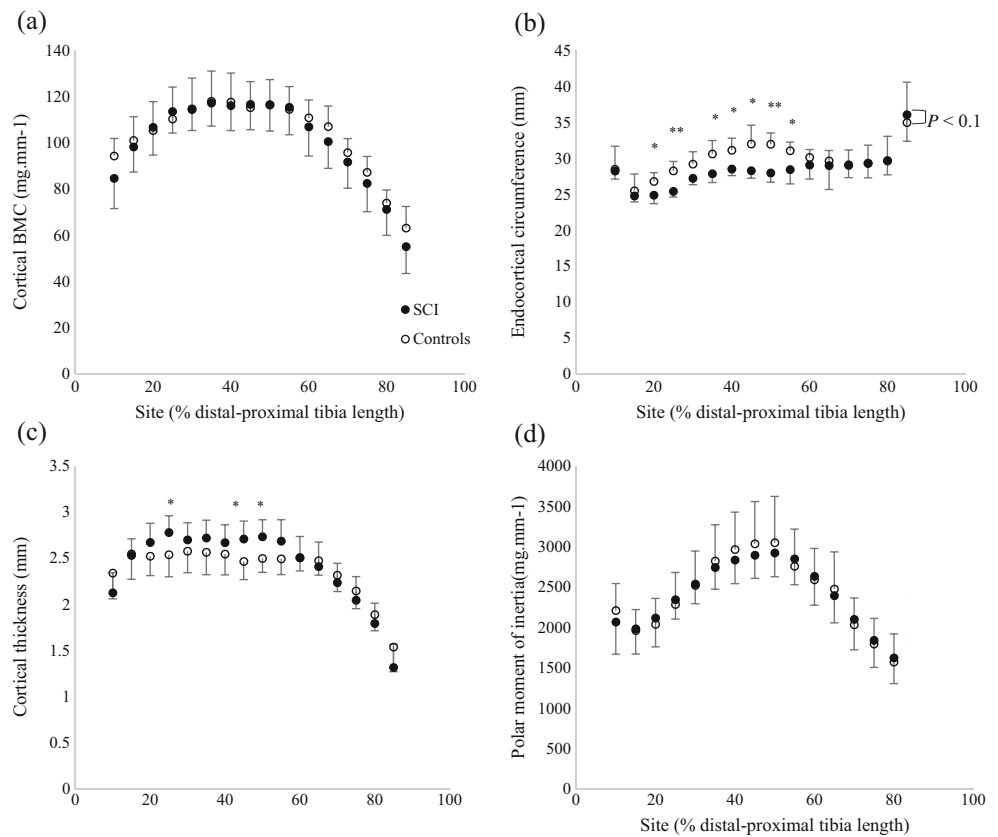 (a)
140
120
100
80
60
40
20
0
0 20 40 60 80 100
Cortical BMC (mg.mm-1)
Site (% distal-proximal tibia length)
SCI
Controls
(b)
45
40
35
30
25
20
15
10
5
0
0 20 40 60 80 100
Endocortical circumference (mm)
Site (% distal-proximal tibia length)
* ** * * * ** *
P < 0.1
(c)
3.5
3
2.5
2
1.5
1
0.5
0
0 20 40 60 80 100
Cortical thickness (mm)
Site (% distal-proximal tibia length)
* * *
(d)
4000
3500
3000
2500
2000
1500
1000
500
0
0 20 40 60 80 100
Polar moment of inertia(mg.mm-1)
Site (% distal-proximal tibia length)